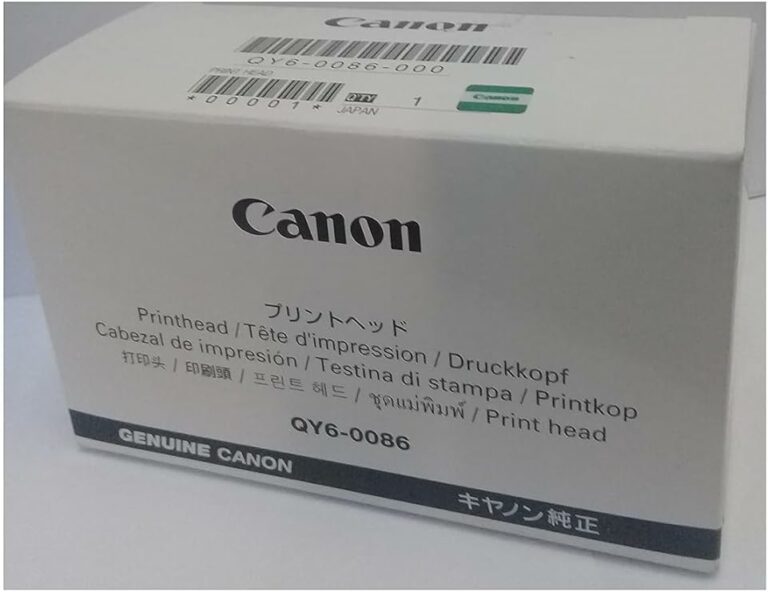 Canon
QY6-0086-000
PRINT HEAD
*00001* Q'TY 1 Canon
JAPAN
Canon
プリントヘッド
Printhead / Tête d'impression / Druckkopf
Cabezal de impresión / Testina di stampa / Printkop
打印头 / 印刷頭 / 프린트 헤드 / ชุดแม่พิมพ์ / Print head
QY6-0086
GENUINE CANON
キヤノン純正